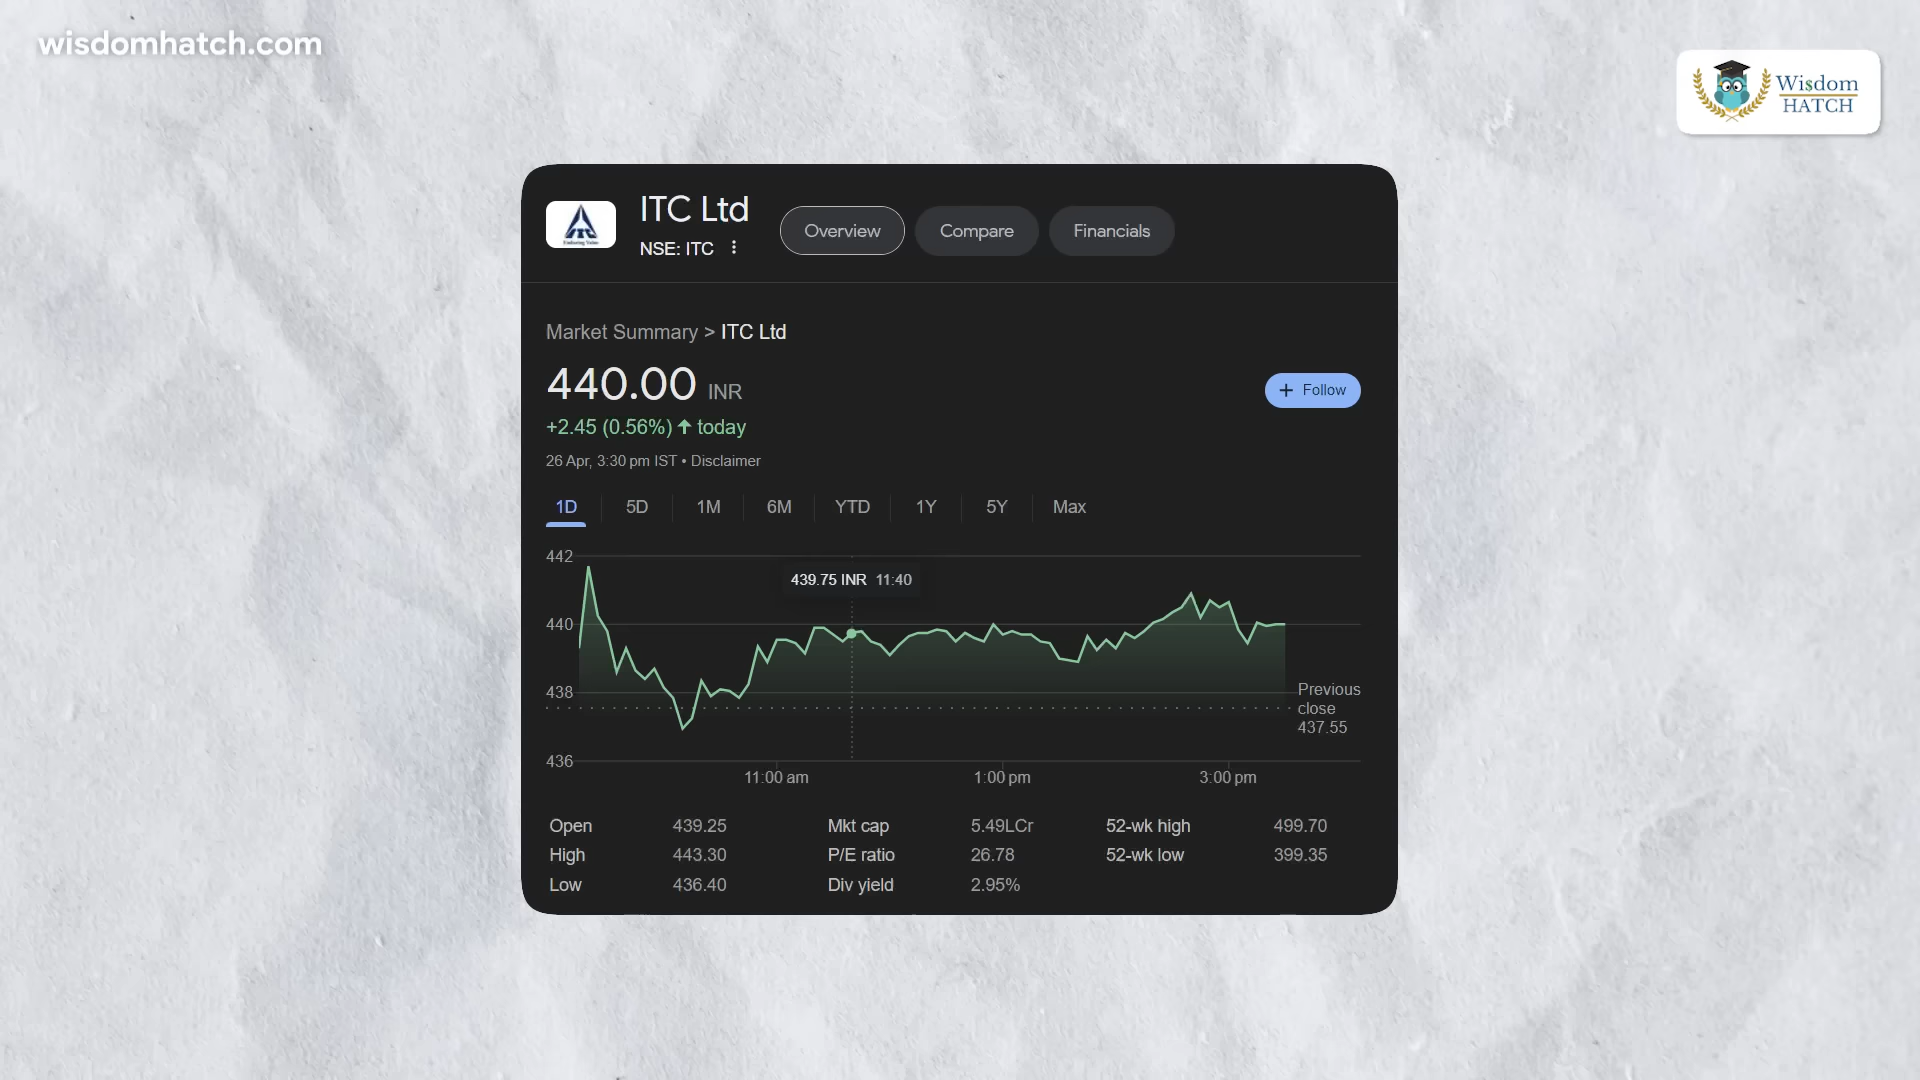 wisdomhatch.com
Wi$dom
HATCH
ITC Ltd
NSE: ITC
Overview
Compare
Financials
Market Summary > ITC Ltd
440.00 INR
+ Follow
+2.45 (0.56%) ↑ today
26 Apr, 3:30 pm IST • Disclaimer
1D 5D 1M 6M YTD 1Y 5Y Max
442
439.75 INR 11:40
440
438
Previous
close
437.55
436
11:00 am 1:00 pm 3:00 pm
Open 439.25 Mkt cap 5.49LCr 52-wk high 499.70
High 443.30 P/E ratio 26.78 52-wk low 399.35
Low 436.40 Div yield 2.95%